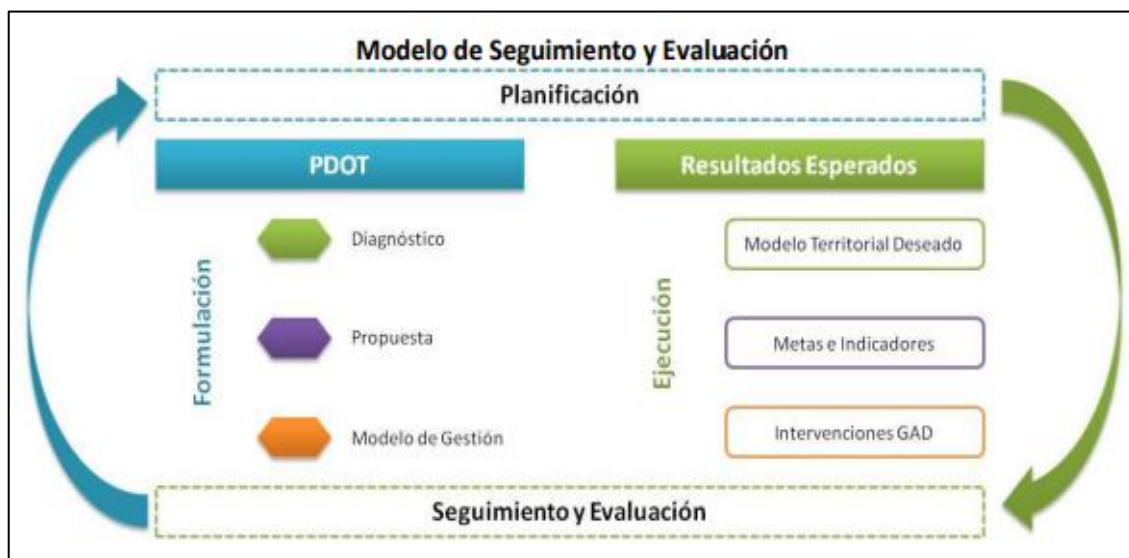 Modelo de Seguimiento y Evaluación
Planificación
PDOT
Resultados Esperados
Formulación
Diagnóstico
Propuesta
Modelo de Gestión
Ejecución
Modelo Territorial Deseado
Metas e Indicadores
Intervenciones GAD
Seguimiento y Evaluación